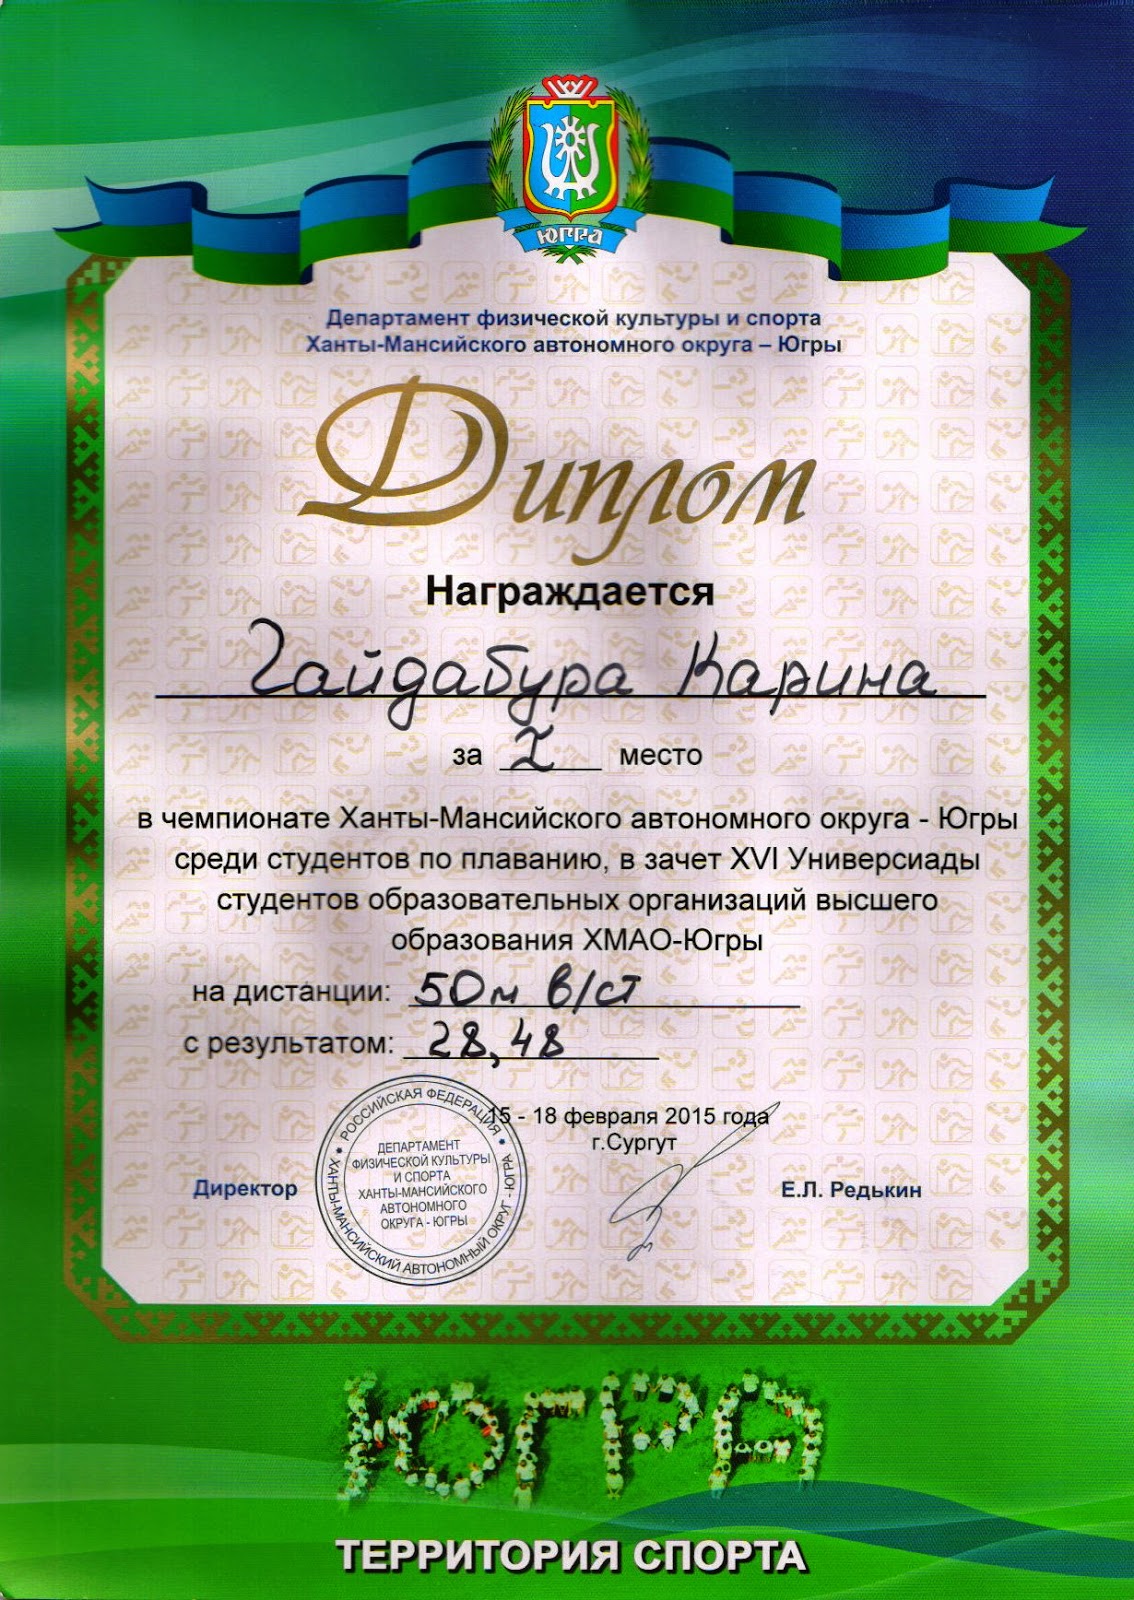 ЮГРА
Департамент физической культуры и спорта
Ханты-Мансийского автономного округа – Югры
Диплом
Награждается
Гайдабура Карина
за I место
в чемпионате Ханты-Мансийского автономного округа - Югры
среди студентов по плаванию, в зачет XVI Универсиады
студентов образовательных организаций высшего
образования ХМАО-Югры
на дистанции: 50м в/ст
с результатом: 28,48
15 - 18 февраля 2015 года
г.Сургут
Директор
Е.Л. Редькин
РОССИЙСКАЯ ФЕДЕРАЦИЯ
ХАНТЫ-МАНСИЙСКИЙ АВТОНОМНЫЙ ОКРУГ - ЮГРА
ДЕПАРТАМЕНТ
ФИЗИЧЕСКОЙ КУЛЬТУРЫ
И СПОРТА
ХАНТЫ-МАНСИЙСКОГО
АВТОНОМНОГО
ОКРУГА - ЮГРЫ
ЮГРА
ТЕРРИТОРИЯ СПОРТА